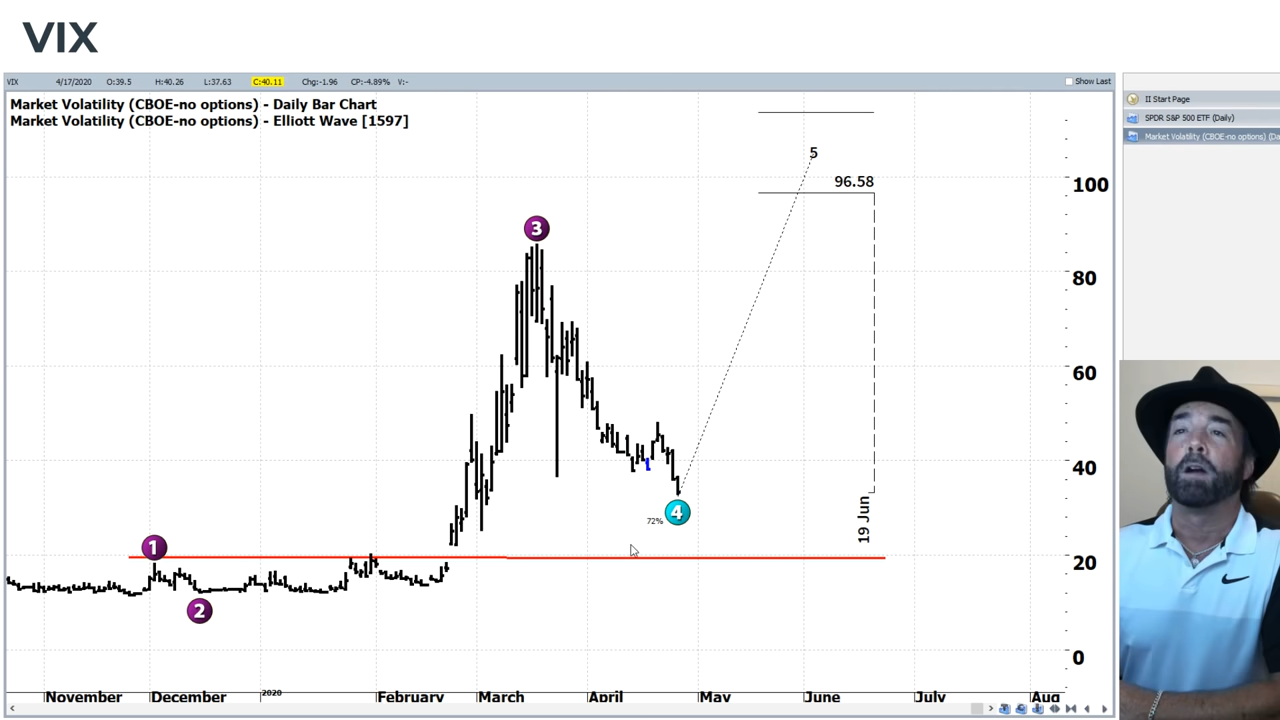 VIX
VIX 4/17/2020 O:39.5 H:40.26 L:37.63 C:40.11 Chg:-1.96 CP:-4.89% V:-
Show Last
Market Volatility (CBOE-no options) - Daily Bar Chart
Market Volatility (CBOE-no options) - Elliott Wave [1597]
II Start Page
SPDR S&P 500 ETF (Daily)
Market Volatility (CBOE-no options) (Da
5
96.58
100
3
80
60
40
19 Jun
4
72%
1
20
2
0
November December 2020 February March April May June July Aug